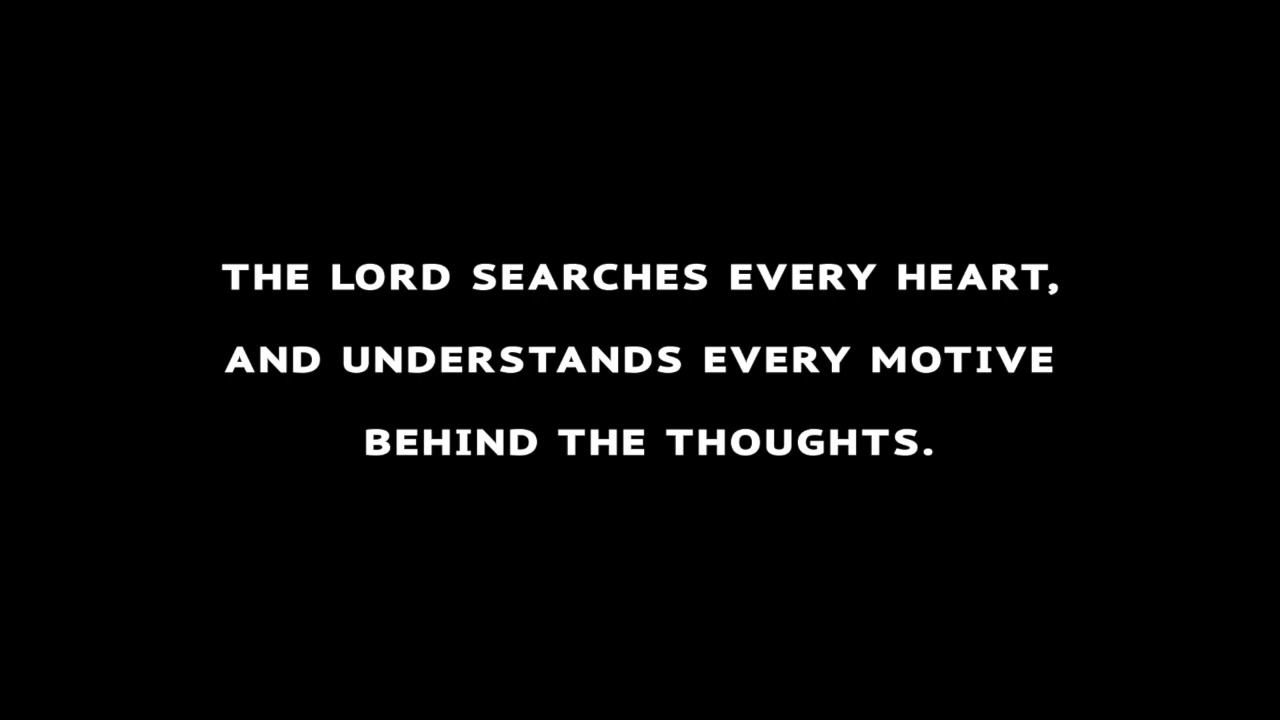 THE LORD SEARCHES EVERY HEART,
AND UNDERSTANDS EVERY MOTIVE
BEHIND THE THOUGHTS.